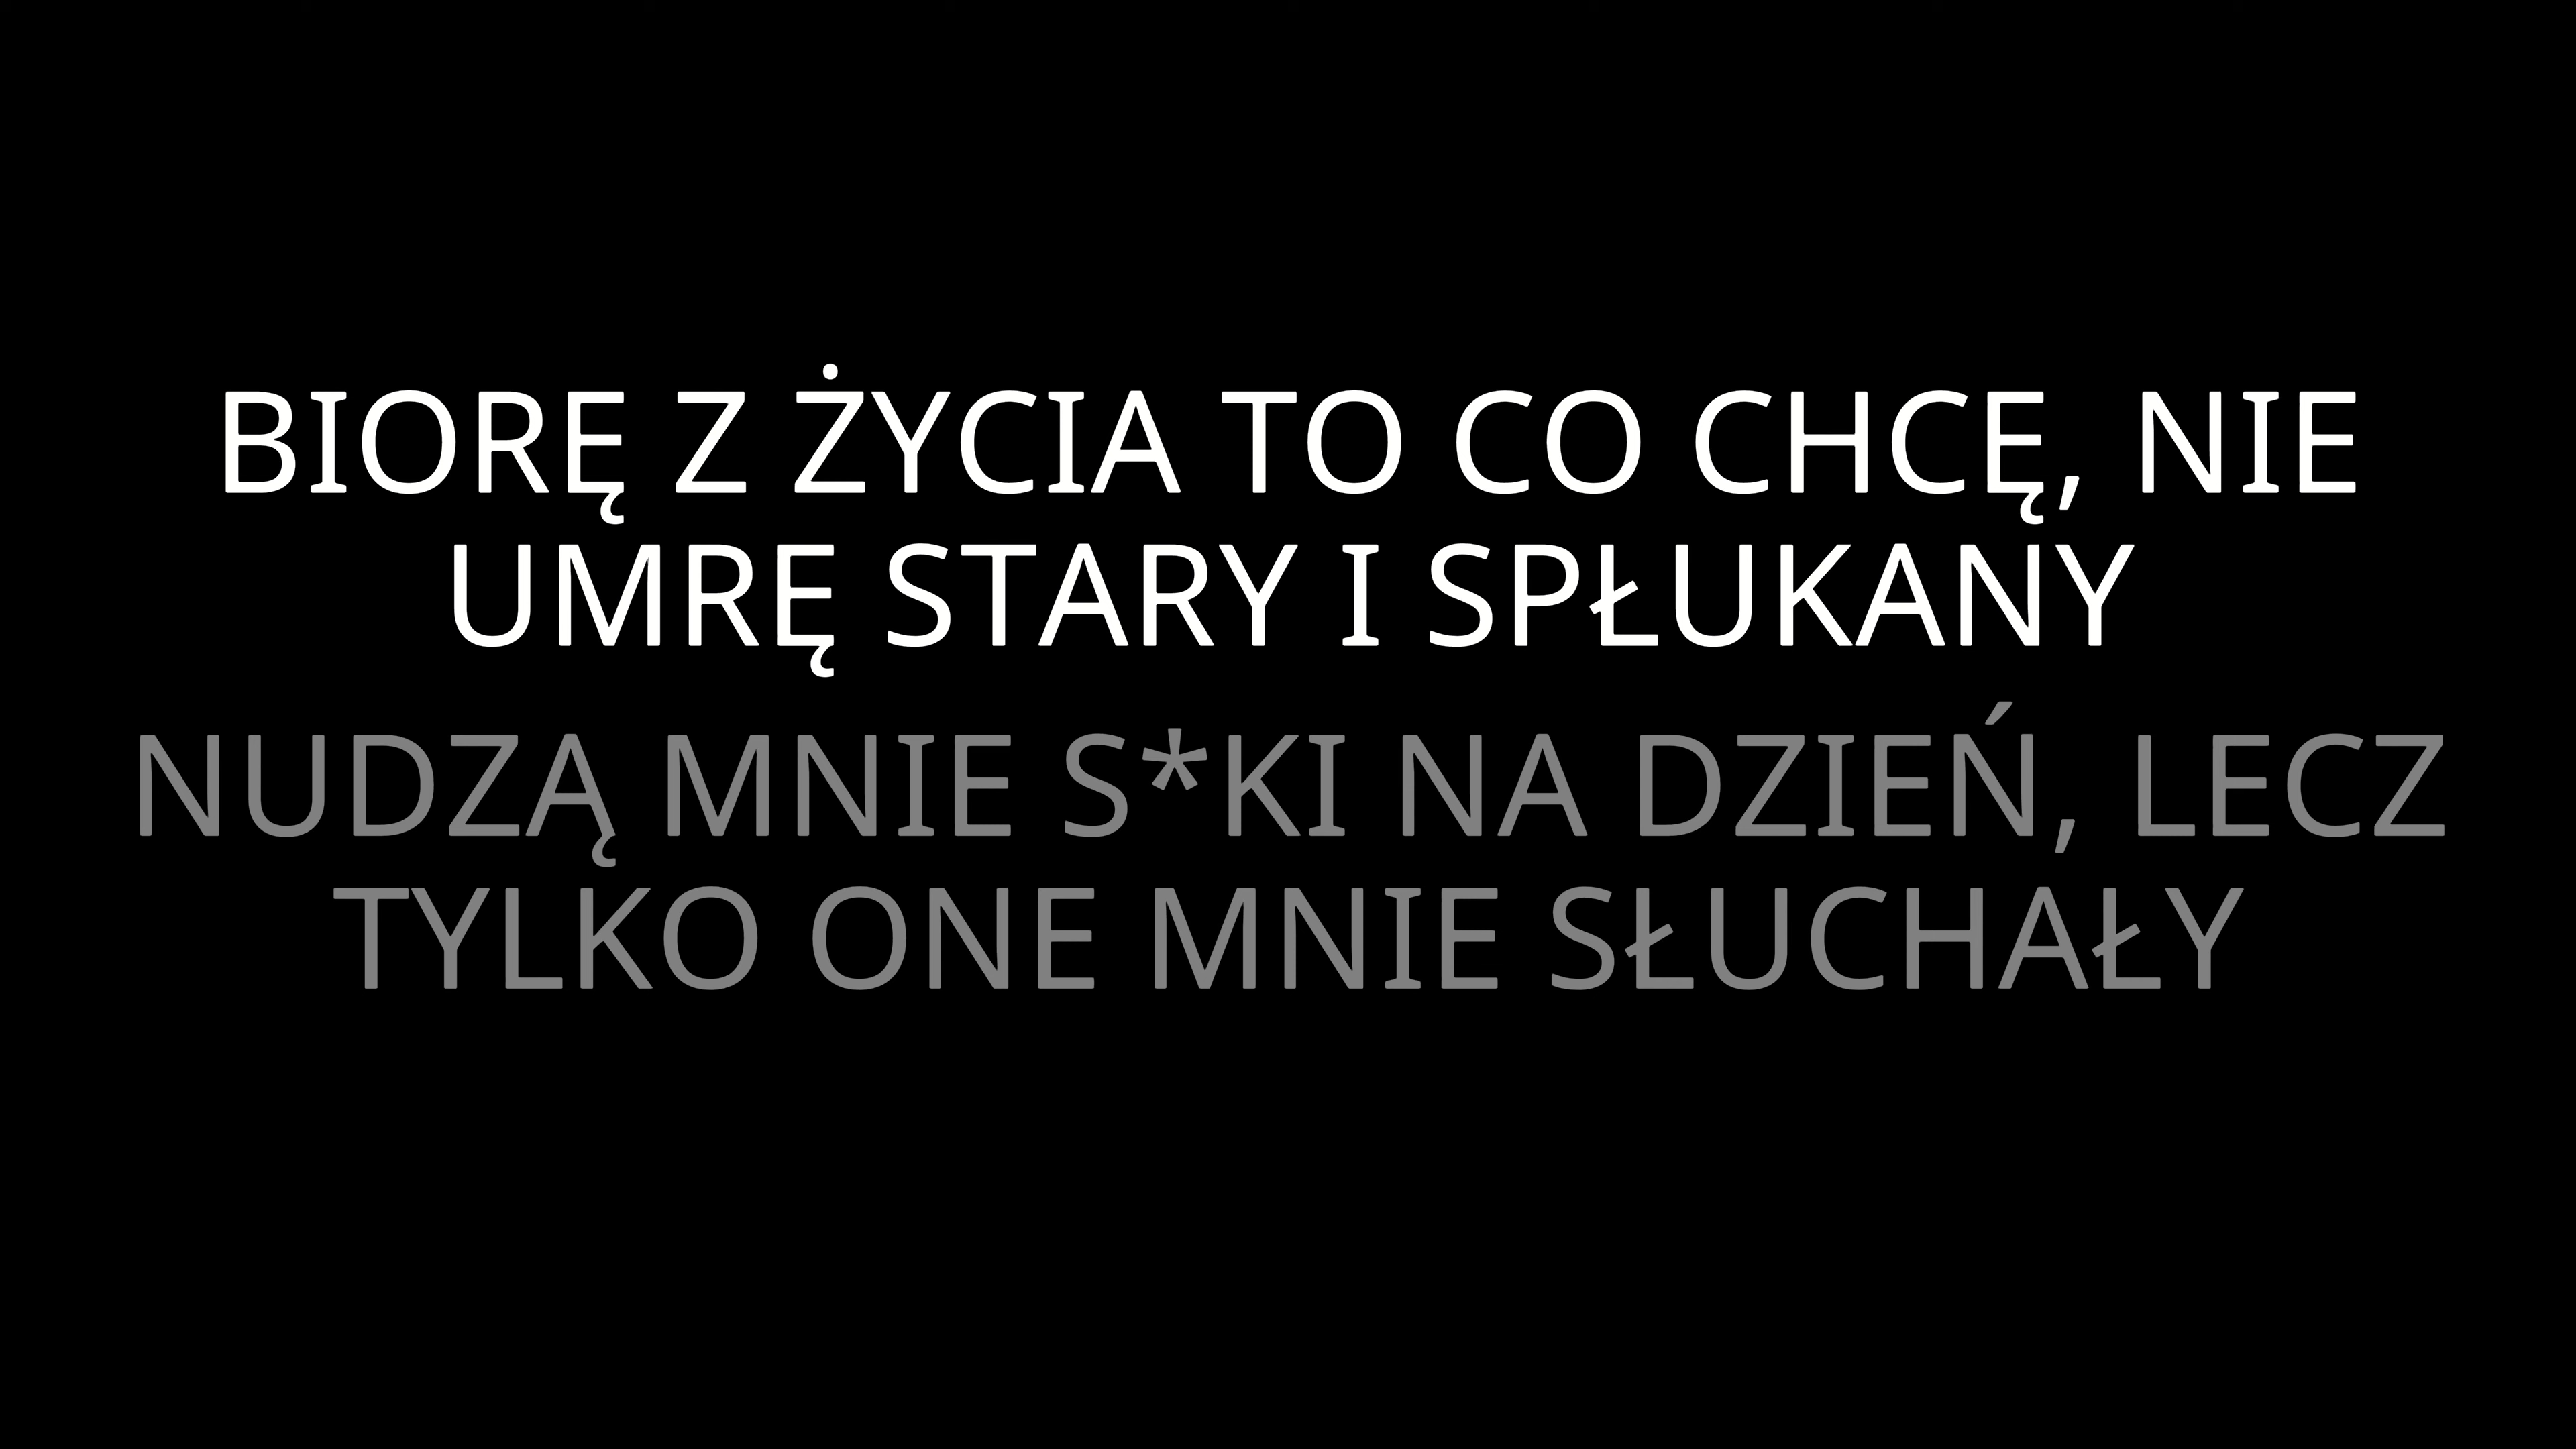 BIORĘ Z ŻYCIA TO CO CHCĘ, NIE
UMRĘ STARY I SPŁUKANY
NUDZĄ MNIE S*KI NA DZIEŃ, LECZ
TYLKO ONE MNIE SŁUCHAŁY